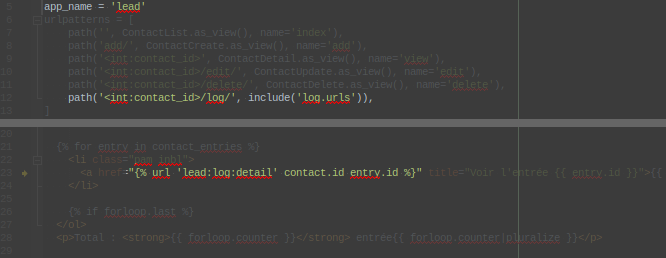 5 app_name = 'lead'
6 urlpatterns = [
7 path('', ContactList.as_view(), name='index'),
8 path('add/', ContactCreate.as_view(), name='add'),
9 path('<int:contact_id>', ContactDetail.as_view(), name='view'),
10 path('<int:contact_id>/edit/', ContactUpdate.as_view(), name='edit'),
11 path('<int:contact_id>/delete/', ContactDelete.as_view(), name='delete'),
12 path('<int:contact_id>/log/', include('log.urls')),
13 ]
20
21 {% for entry in contact_entries %}
22 <li class="pan inbl">
23 <a href="{% url 'lead:log:detail' contact.id entry.id %}" title="Voir l'entrée {{ entry.id }}">{{
24 </li>
25
26 {% if forloop.last %}
27 </ol>
28 <p>Total : <strong>{{ forloop.counter }}</strong> entrée{{ forloop.counter|pluralize }}</p>
29